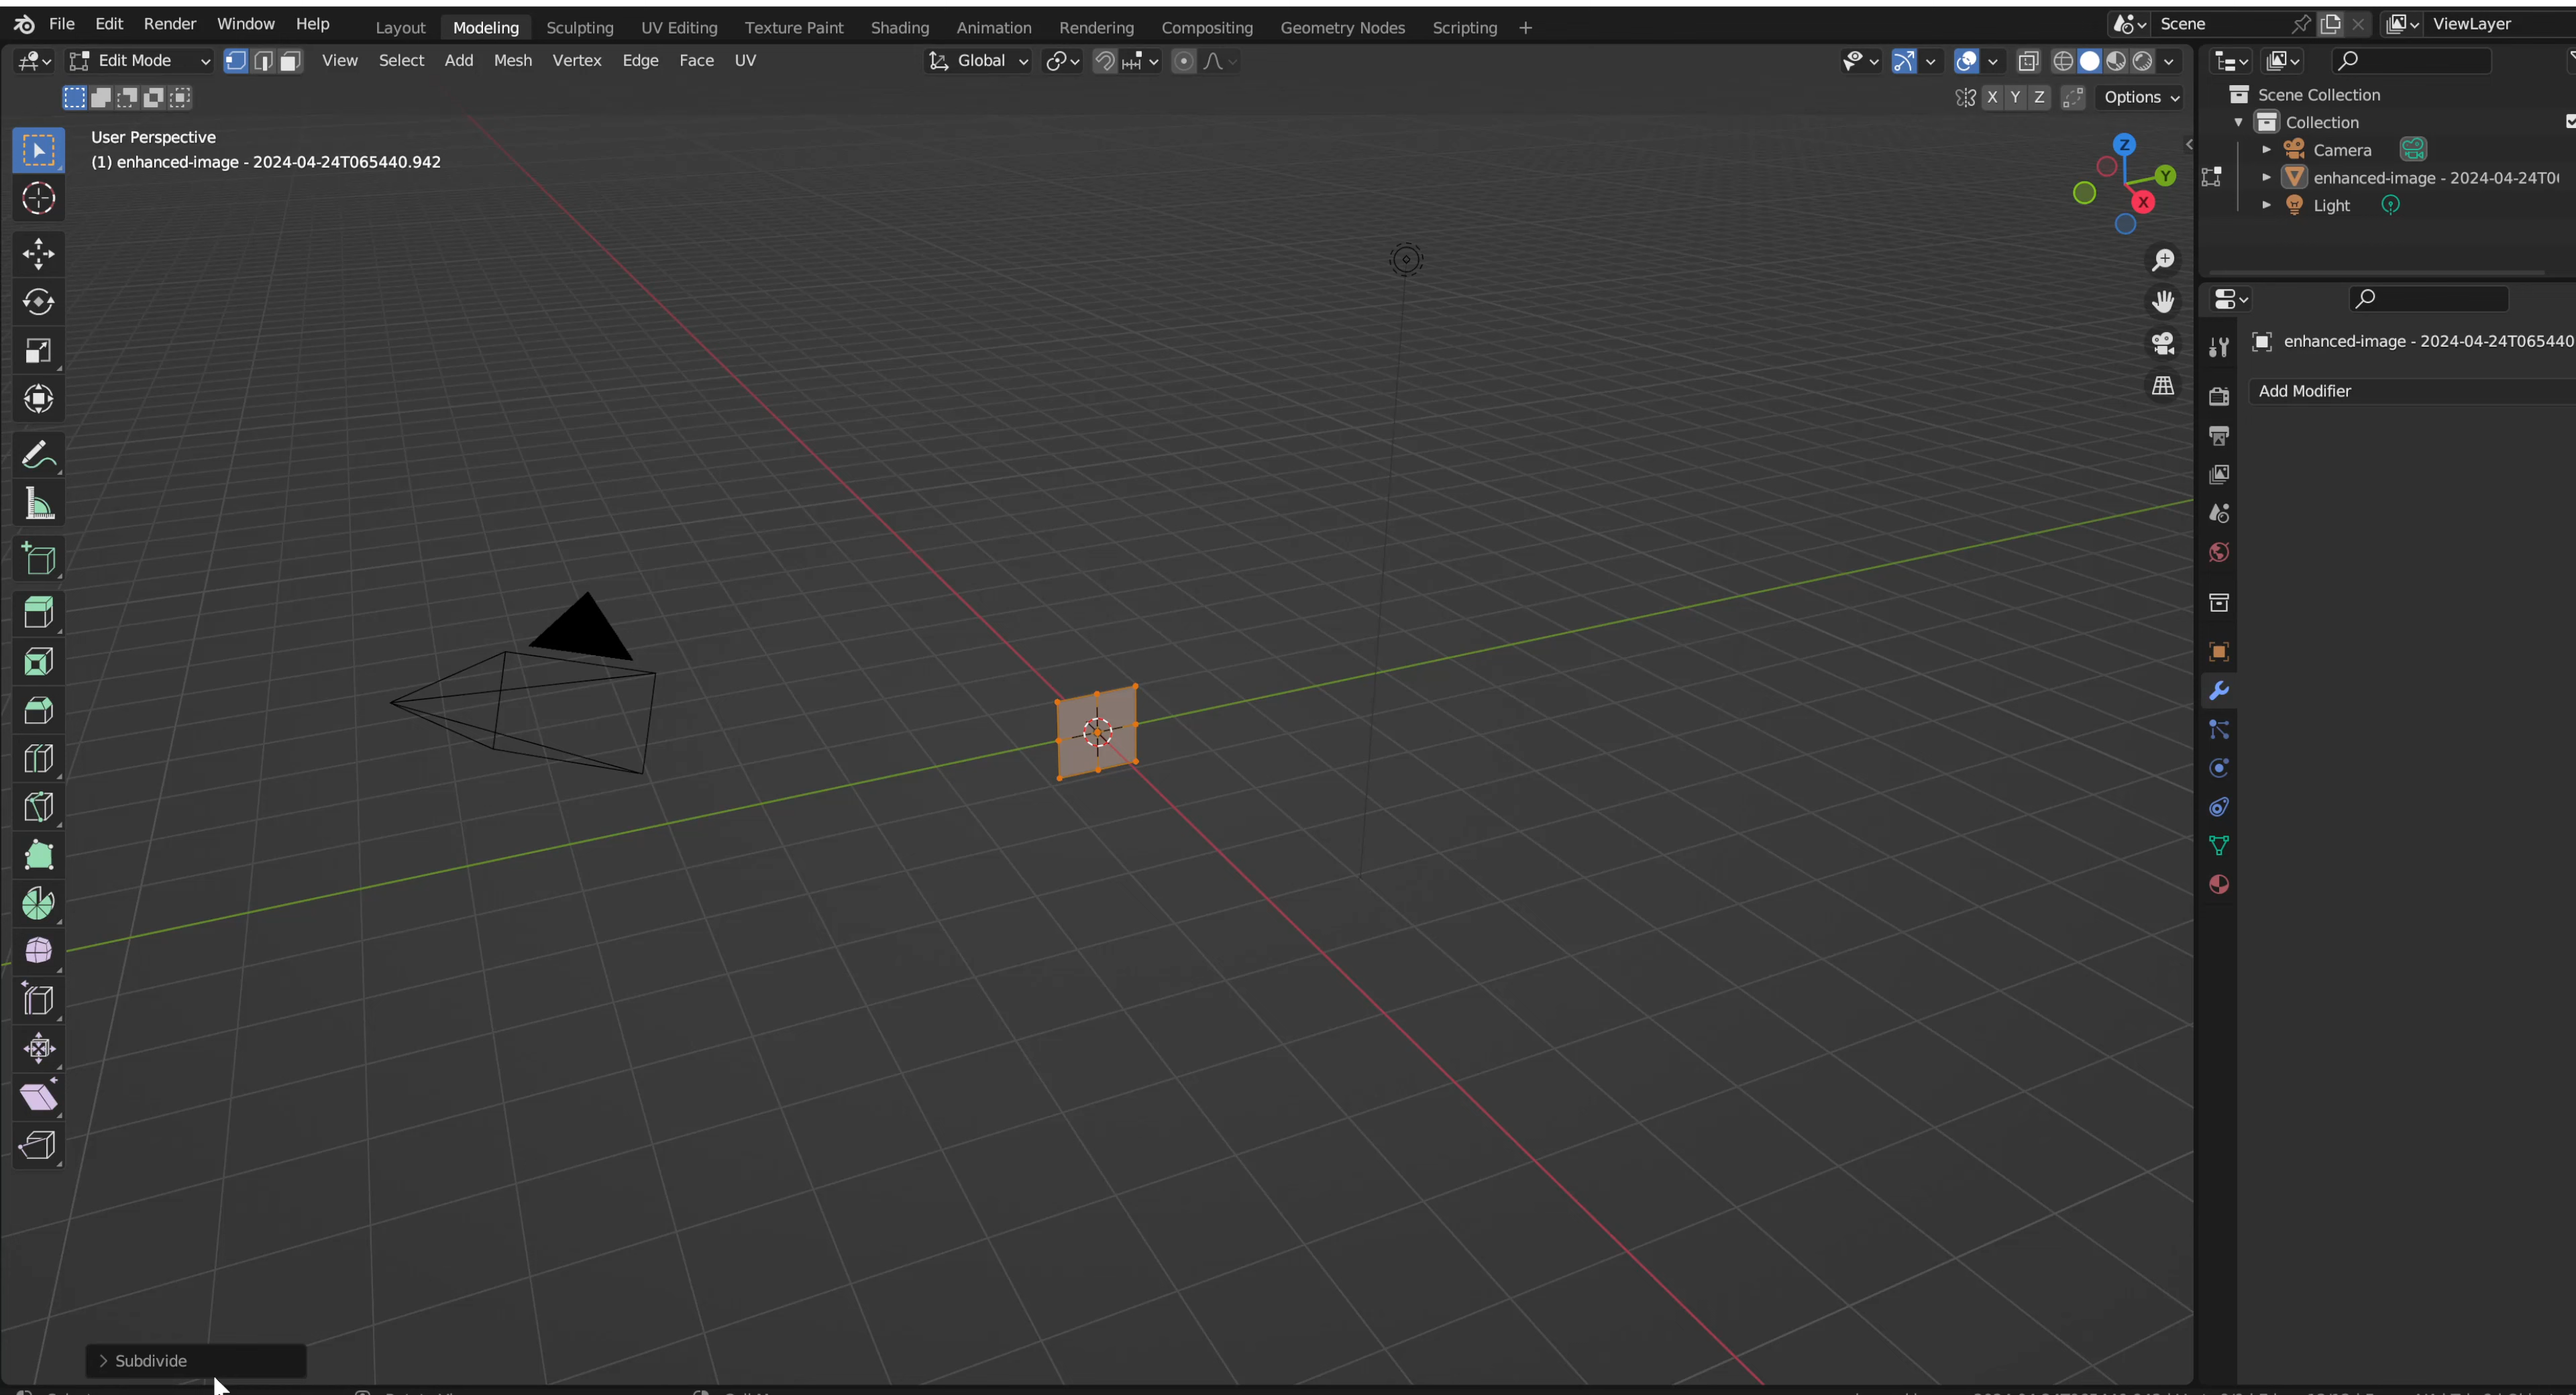 File Edit Render Window Help Layout Modeling Sculpting UV Editing Texture Paint Shading Animation Rendering Compositing Geometry Nodes Scripting + Scene ViewLayer
Edit Mode View Select Add Mesh Vertex Edge Face UV Global
X Y Z Options
User Perspective
(1) enhanced-image - 2024-04-24T065440.942
Z
Y
X
Scene Collection
Collection
Camera
enhanced-image - 2024-04-24T0
Light
enhanced-image - 2024-04-24T065440
Add Modifier
Subdivide